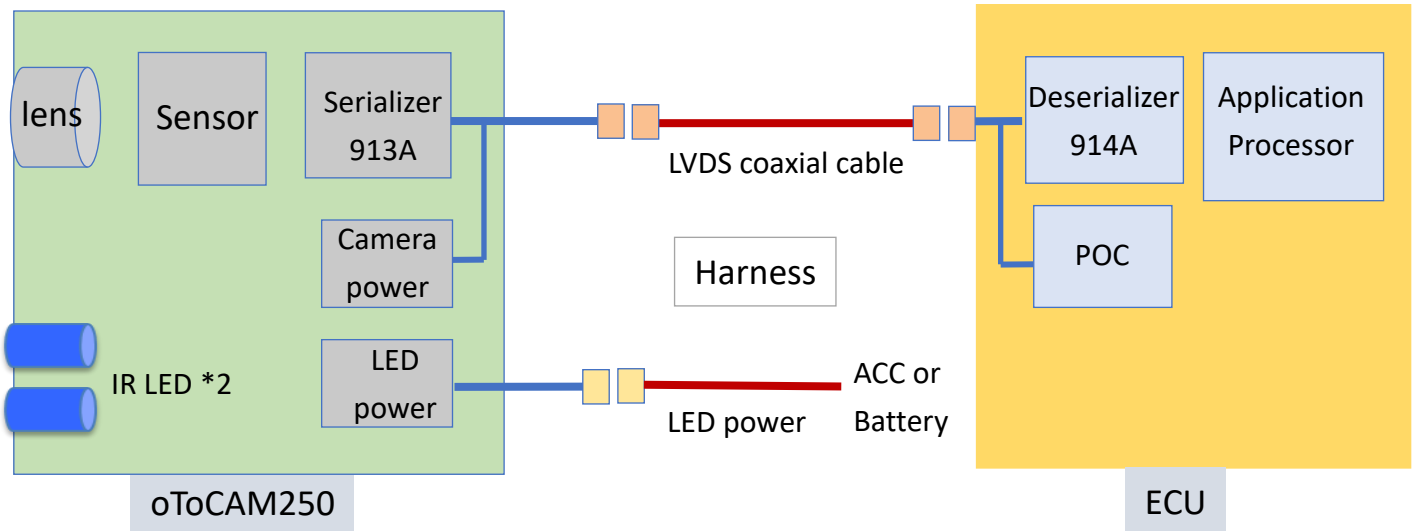 lens
Sensor
Serializer
913A
Camera
power
IR LED *2
LED
power
oToCAM250
LVDS coaxial cable
Harness
LED power
ACC or
Battery
Deserializer
914A
Application
Processor
POC
ECU